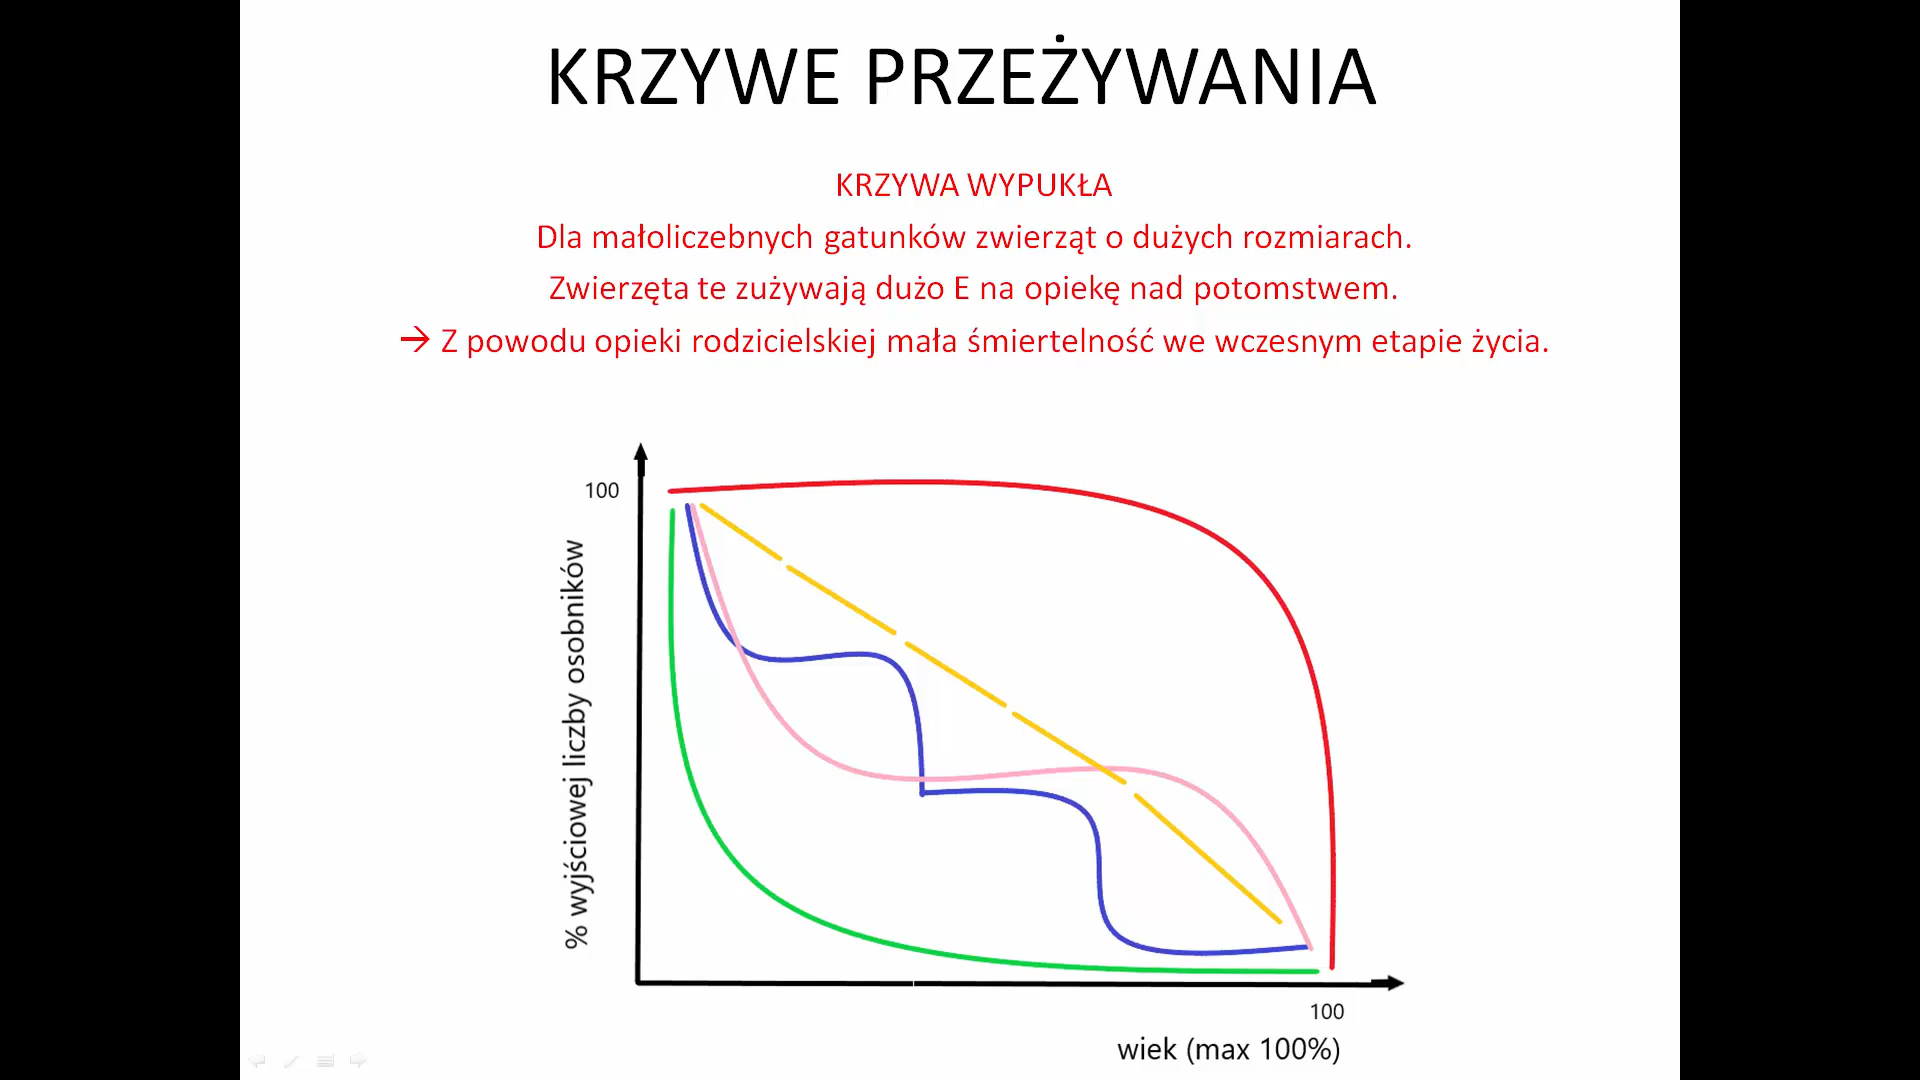 KRZYWE PRZEŻYWANIA
KRZYWA WYPUKŁA
Dla małoliczebnych gatunków zwierząt o dużych rozmiarach.
Zwierzęta te zużywają dużo E na opiekę nad potomstwem.
→ Z powodu opieki rodzicielskiej mała śmiertelność we wczesnym etapie życia.
100
% wyjściowej liczby osobników
100
wiek (max 100%)